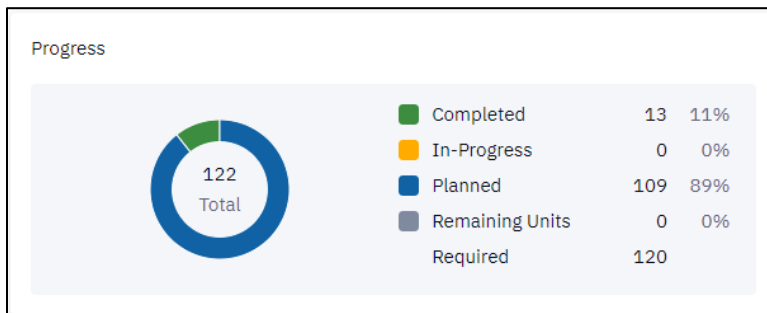 Progress
122
Total
Completed 13 11%
In-Progress 0 0%
Planned 109 89%
Remaining Units 0 0%
Required 120